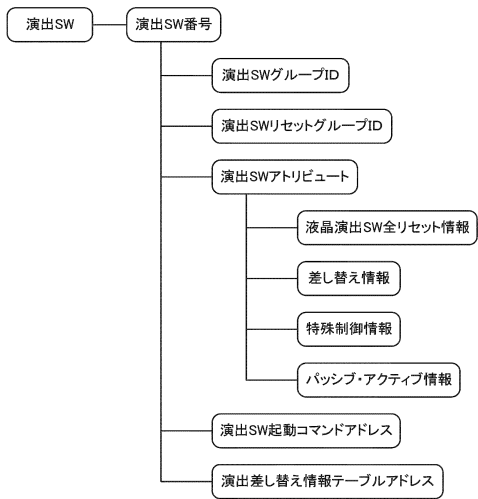 演出SW
演出SW番号
演出SWグループID
演出SWリセットグループID
演出SWアトリビュート
液晶演出SW全リセット情報
差し替え情報
特殊制御情報
パッシブ・アクティブ情報
演出SW起動コマンドアドレス
演出差し替え情報テーブルアドレス